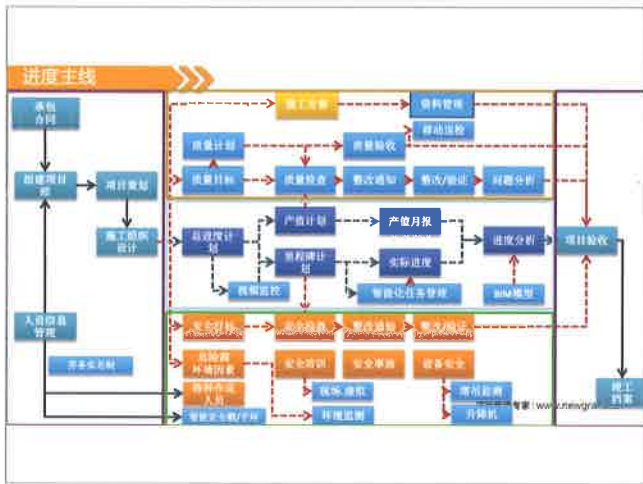 进度主线
承包
合同
施工方案
资料管理
移动巡检
质量计划
质量验收
组建项目
部
项目策划
质量目标
质量检查
整改通知
整改/验证
问题分析
施工组织
设计
总进度计
划
产值计划
产值月报
里程碑计
划
实际进度
进度分析
项目验收
视频监控
智能化任务管理
BIM模型
人员信息
管理
安全目标
安全检查
整改通知
整改/验证
劳务实名制
危险源
环境因素
安全培训
安全事故
设备安全
特种作业
人员
塔吊监测
智能安全帽/手环
环境监测
升降机
竣工
档案